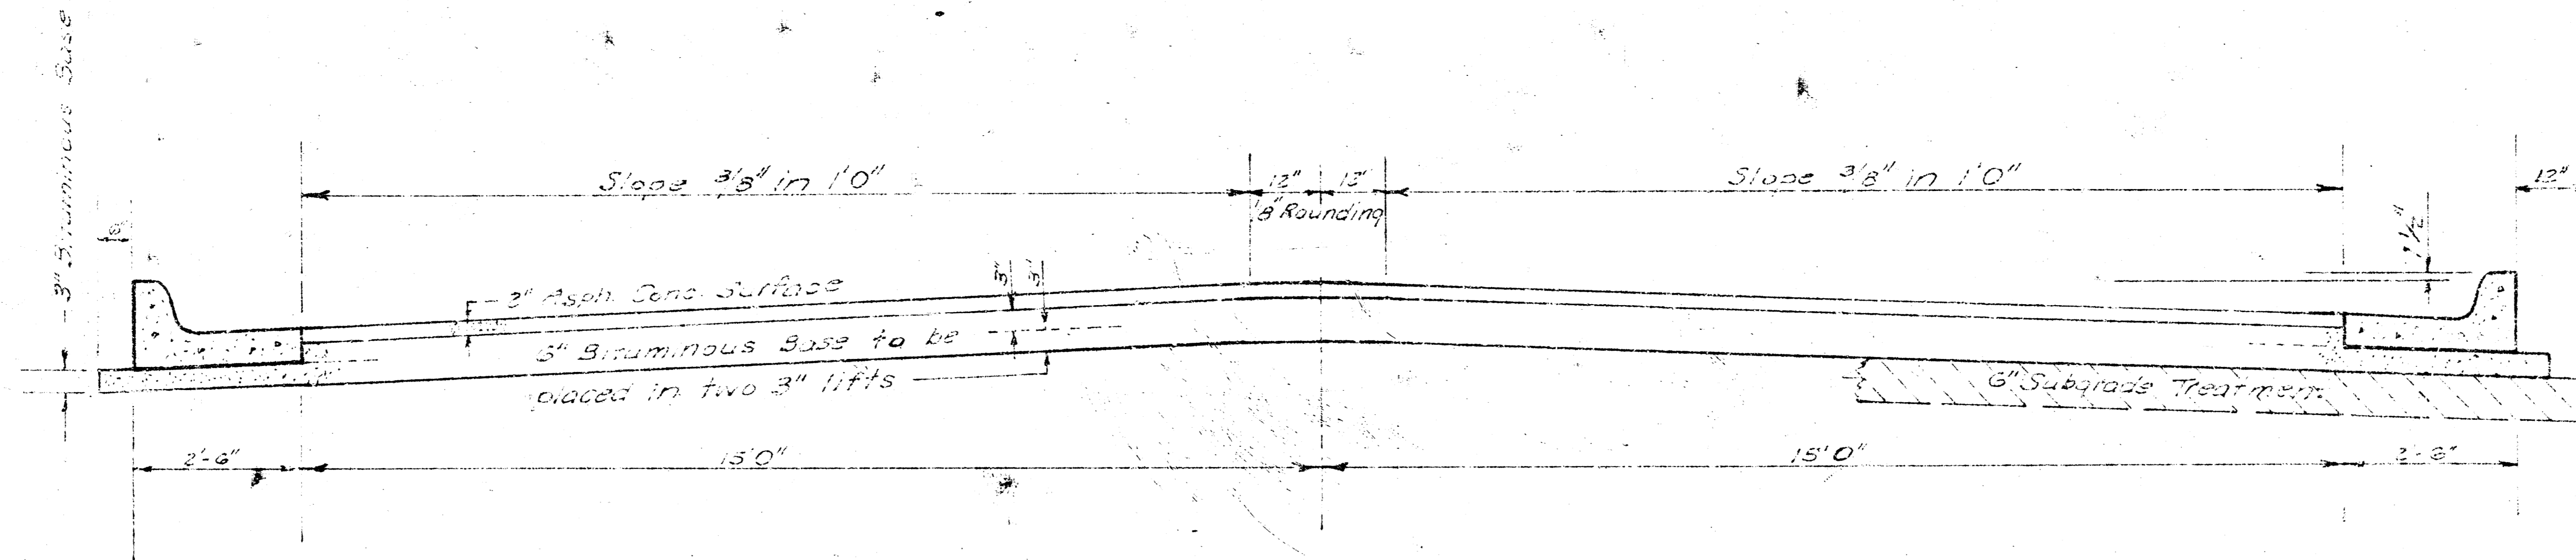 3" Bituminous Base
Slope 3/8" in 1'0"
12"
12"
Slope 3/8" in 1'0"
12"
1/8" Rounding
6"
1 1/2"
3"
3"
2" Asph. Conc. Surface
6" Bituminous Base to be
placed in two 3" lifts
6" Subgrade Treatment
2'-6"
15'0"
15'0"
2'-6"